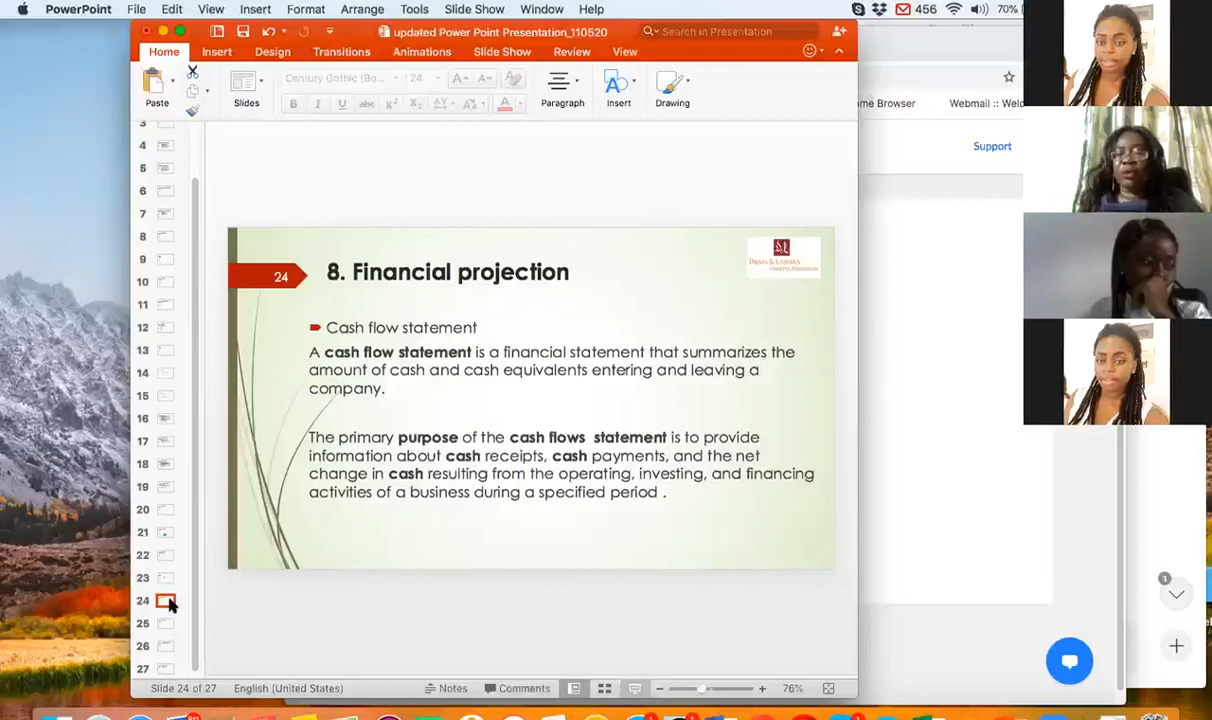 PowerPoint File Edit View Insert Format Arrange Tools Slide Show Window Help 456 70%
updated Power Point Presentation_110520
Search in Presentation
Home Insert Design Transitions Animations Slide Show Review View
Century Gothic (Bo... 24
Paste Slides B I U abc X² X₂ AV A Paragraph Insert Drawing
me Browser Webmail :: Wel
Support
3
4
5
6
7
8
9
10
11
12
13
14
15
16
17
18
19
20
21
22
23
24
25
26
27
24
8. Financial projection
Cash flow statement
A cash flow statement is a financial statement that summarizes the
amount of cash and cash equivalents entering and leaving a
company.
The primary purpose of the cash flows statement is to provide
information about cash receipts, cash payments, and the net
change in cash resulting from the operating, investing, and financing
activities of a business during a specified period .
1
Slide 24 of 27 English (United States) Notes Comments 76%